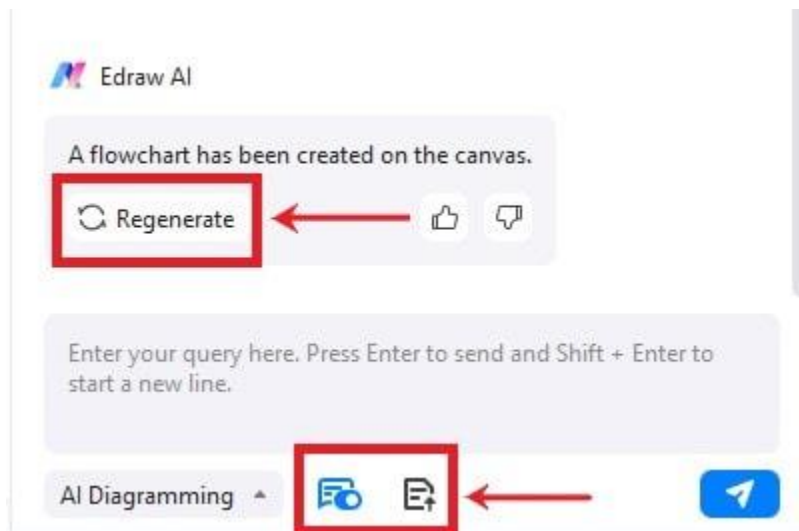 Edraw AI
A flowchart has been created on the canvas.
Regenerate
Enter your query here. Press Enter to send and Shift + Enter to
start a new line.
AI Diagramming